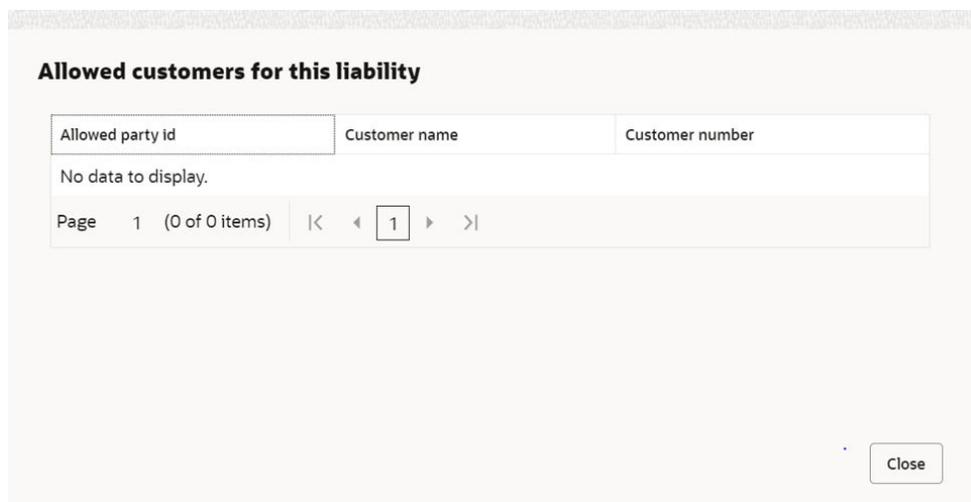 Allowed customers for this liability
Allowed party id Customer name Customer number
No data to display.
Page 1 (0 of 0 items) 1
Close